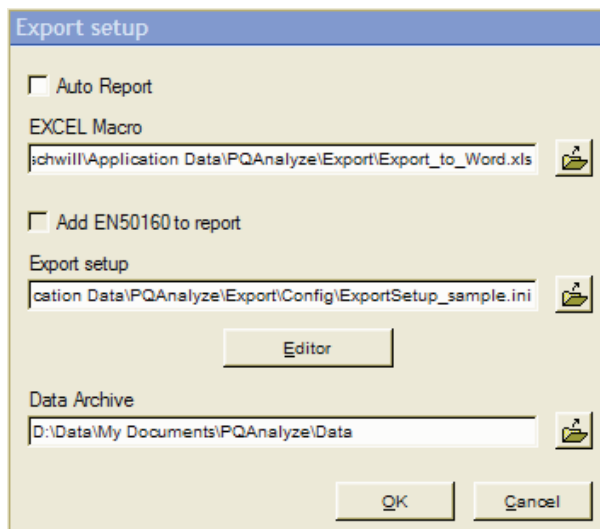 Export setup
Auto Report
EXCEL Macro
schwill\Application Data\PQAnalyze\Export\Export_to_Word.xls
Add EN50160 to report
Export setup
cation Data\PQAnalyze\Export\Config\ExportSetup_sample.ini
Editor
Data Archive
D:\Data\My Documents\PQAnalyze\Data
OK Cancel